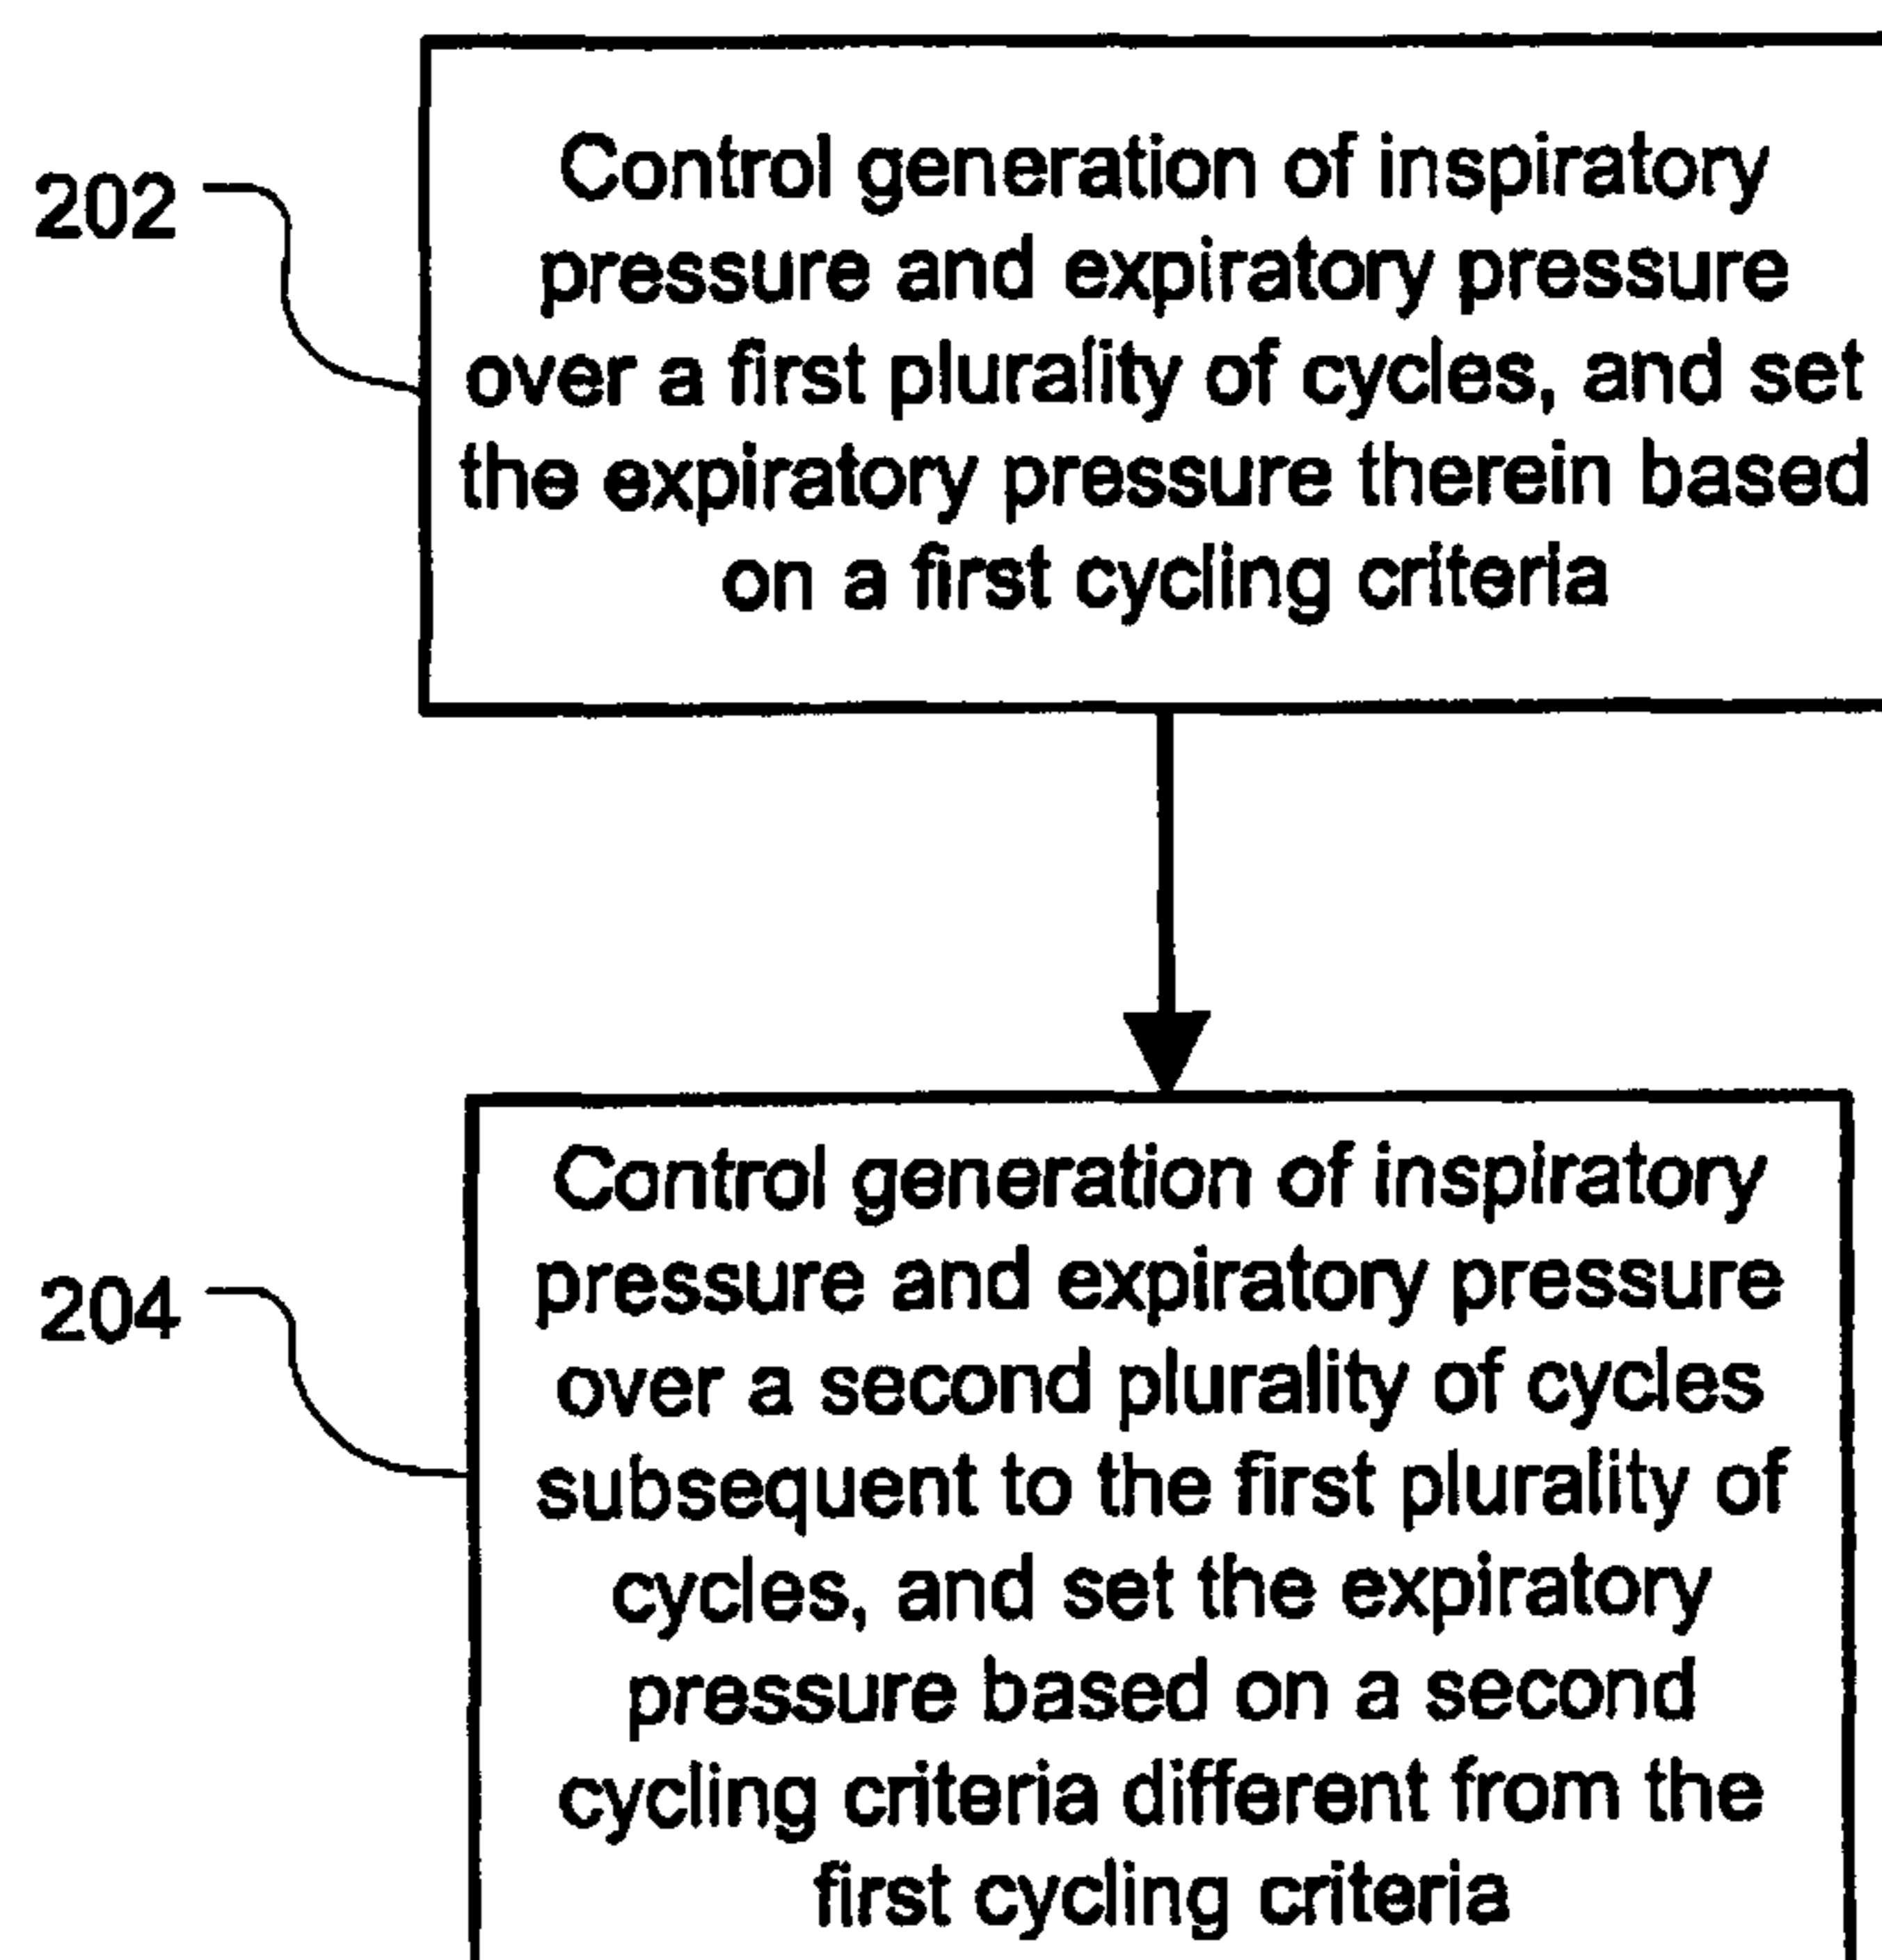 202
Control generation of inspiratory
pressure and expiratory pressure
over a first plurality of cycles, and set
the expiratory pressure therein based
on a first cycling criteria
204
Control generation of inspiratory
pressure and expiratory pressure
over a second plurality of cycles
subsequent to the first plurality of
cycles, and set the expiratory
pressure based on a second
cycling criteria different from the
first cycling criteria